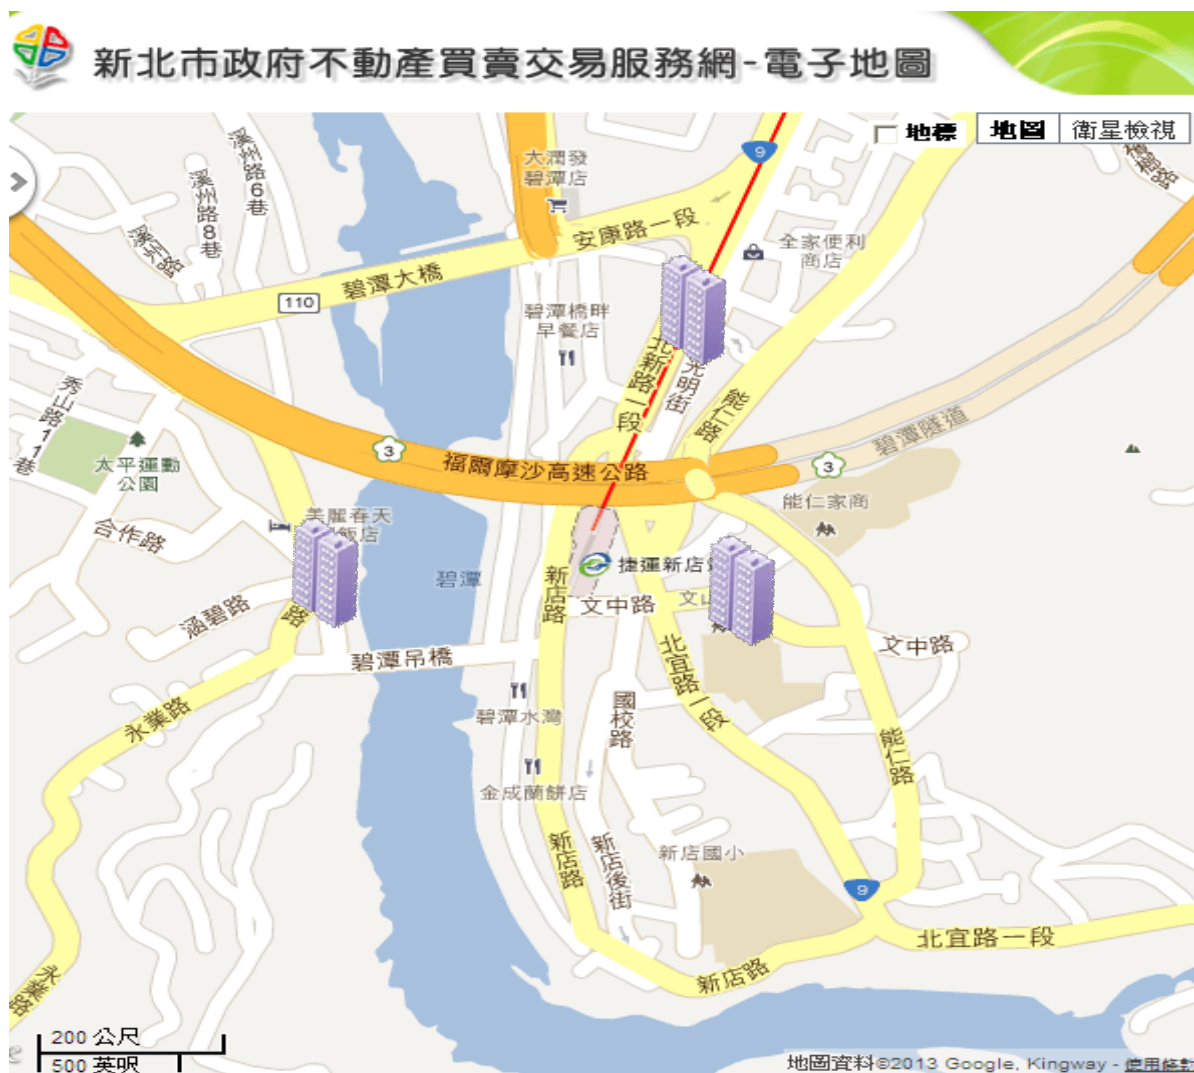 新北市政府不動產買賣交易服務網-電子地圖
地標
地圖
衛星檢視
溪州路6巷
溪州路8巷
溪州路
大潤發
碧潭店
9
安康路一段
全家便利
商店
碧潭大橋
110
碧潭橋畔
早餐店
北新路一段
光明街
能仁路
碧潭隧道
秀山路11巷
太平運動
公園
3
福爾摩沙高速公路
3
能仁家商
合作路
美麗春天
飯店
碧潭
新店路
捷運新店
文中路
文山
涵碧路
路
碧潭吊橋
北宜路一段
文中路
永業路
碧潭水灣
國校路
能仁路
金成蘭餅店
新店路
新店後街
新店國小
9
北宜路一段
新店路
永業路
200 公尺
500 英呎
地圖資料©2013 Google, Kingway - 使用條款